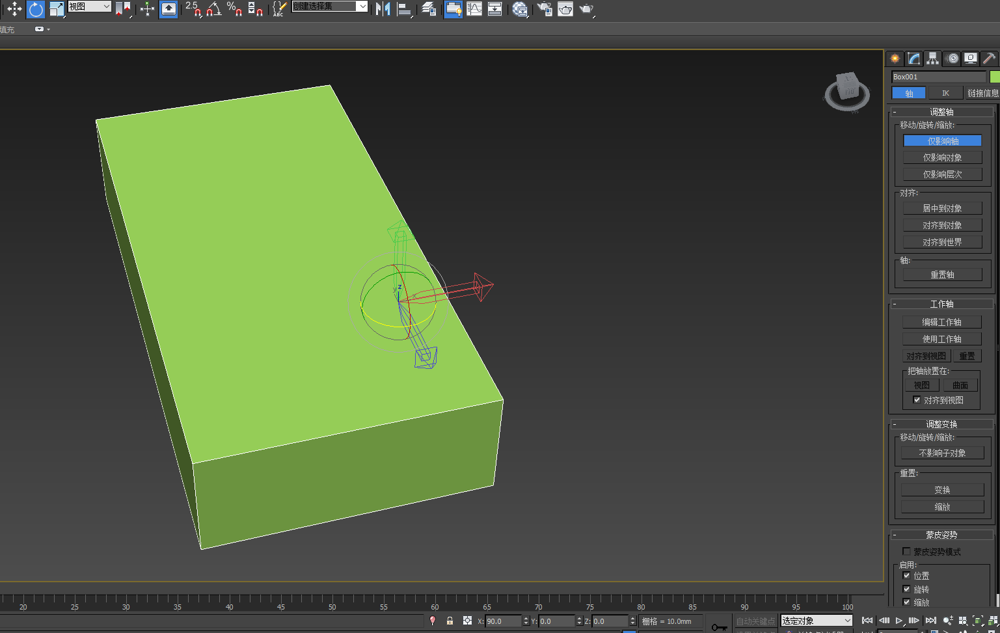 视图
2.5
%
ABC
创建选择集
填充
Box001
轴 IK 链接信息
- 调整轴
移动/旋转/缩放:
仅影响轴
仅影响对象
仅影响层次
对齐:
居中到对象
对齐到对象
对齐到世界
轴:
重置轴
- 工作轴
编辑工作轴
使用工作轴
对齐到视图 重置
把轴放置在:
视图 曲面
对齐到视图
- 调整变换
移动/旋转/缩放:
不影响子对象
重置:
变换
缩放
- 蒙皮姿势
蒙皮姿势模式
启用:
位置
旋转
缩放
z
y x
20 25 30 35 40 45 50 55 60 65 70 75 80 85 90 95 100
X: 90.0 Y: 0.0 Z: 0.0 栅格 = 10.0mm 自动关键点 选定对象